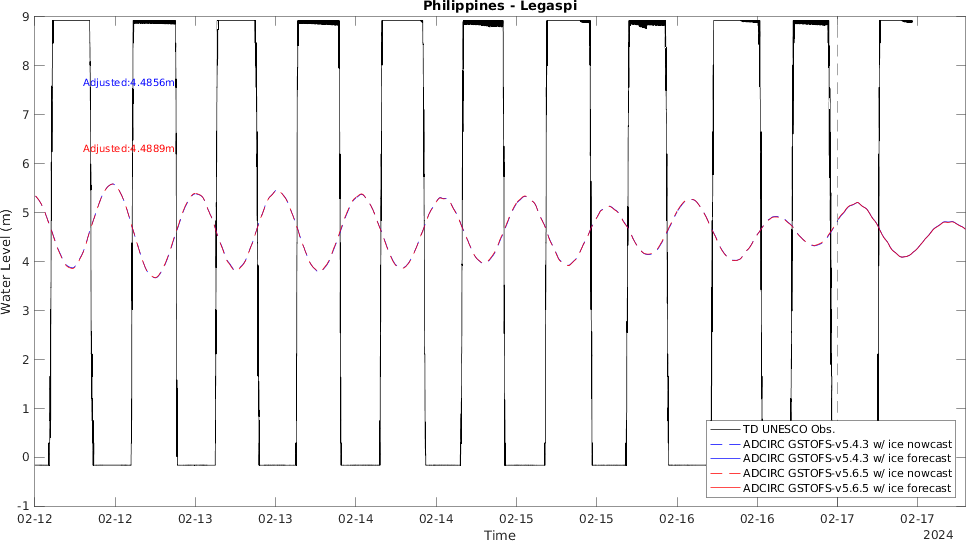 Philippines - Legaspi
9
8
7
6
5
4
3
2
1
0
-1
Water Level (m)
Adjusted:4.4856m
Adjusted:4.4889m
TD UNESCO Obs.
ADCIRC GSTOFS-v5.4.3 w/ ice nowcast
ADCIRC GSTOFS-v5.4.3 w/ ice forecast
ADCIRC GSTOFS-v5.6.5 w/ ice nowcast
ADCIRC GSTOFS-v5.6.5 w/ ice forecast
02-12 02-12 02-13 02-13 02-14 02-14 02-15 02-15 02-16 02-16 02-17 02-17
Time
2024